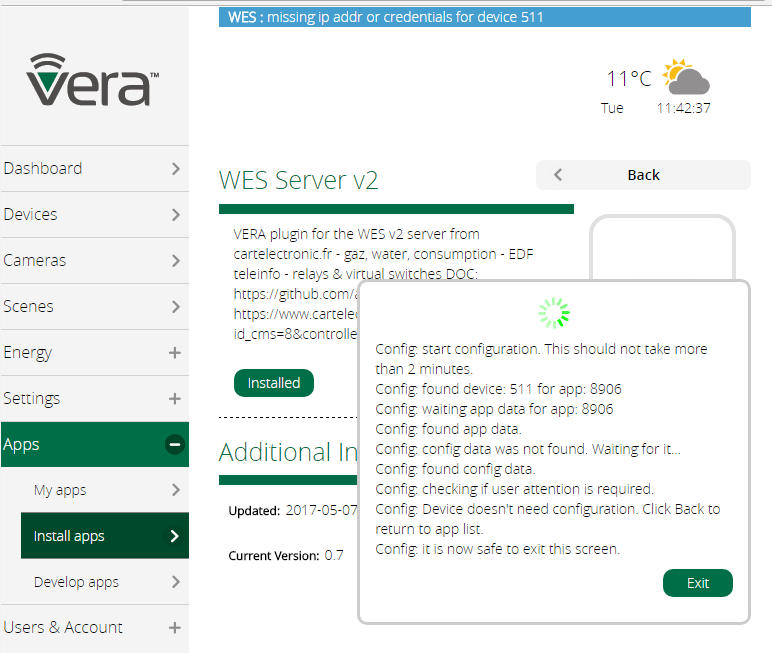 WES : missing ip addr or credentials for device 511
vera™
11°C
Tue 11:42:37
Dashboard
Devices
Cameras
Scenes
Energy
Settings
Apps
My apps
Install apps
Develop apps
Users & Account
WES Server v2
Back
VERA plugin for the WES v2 server from
cartelectronic.fr - gaz, water, consumption - EDF
teleinfo - relays & virtual switches DOC:
https://github.com/
https://www.cartele
id_cms=8&controlle
Installed
Additional In
Updated: 2017-05-07
Current Version: 0.7
Config: start configuration. This should not take more
than 2 minutes.
Config: found device: 511 for app: 8906
Config: waiting app data for app: 8906
Config: found app data.
Config: config data was not found. Waiting for it...
Config: found config data.
Config: checking if user attention is required.
Config: Device doesn't need configuration. Click Back to
return to app list.
Config: it is now safe to exit this screen.
Exit